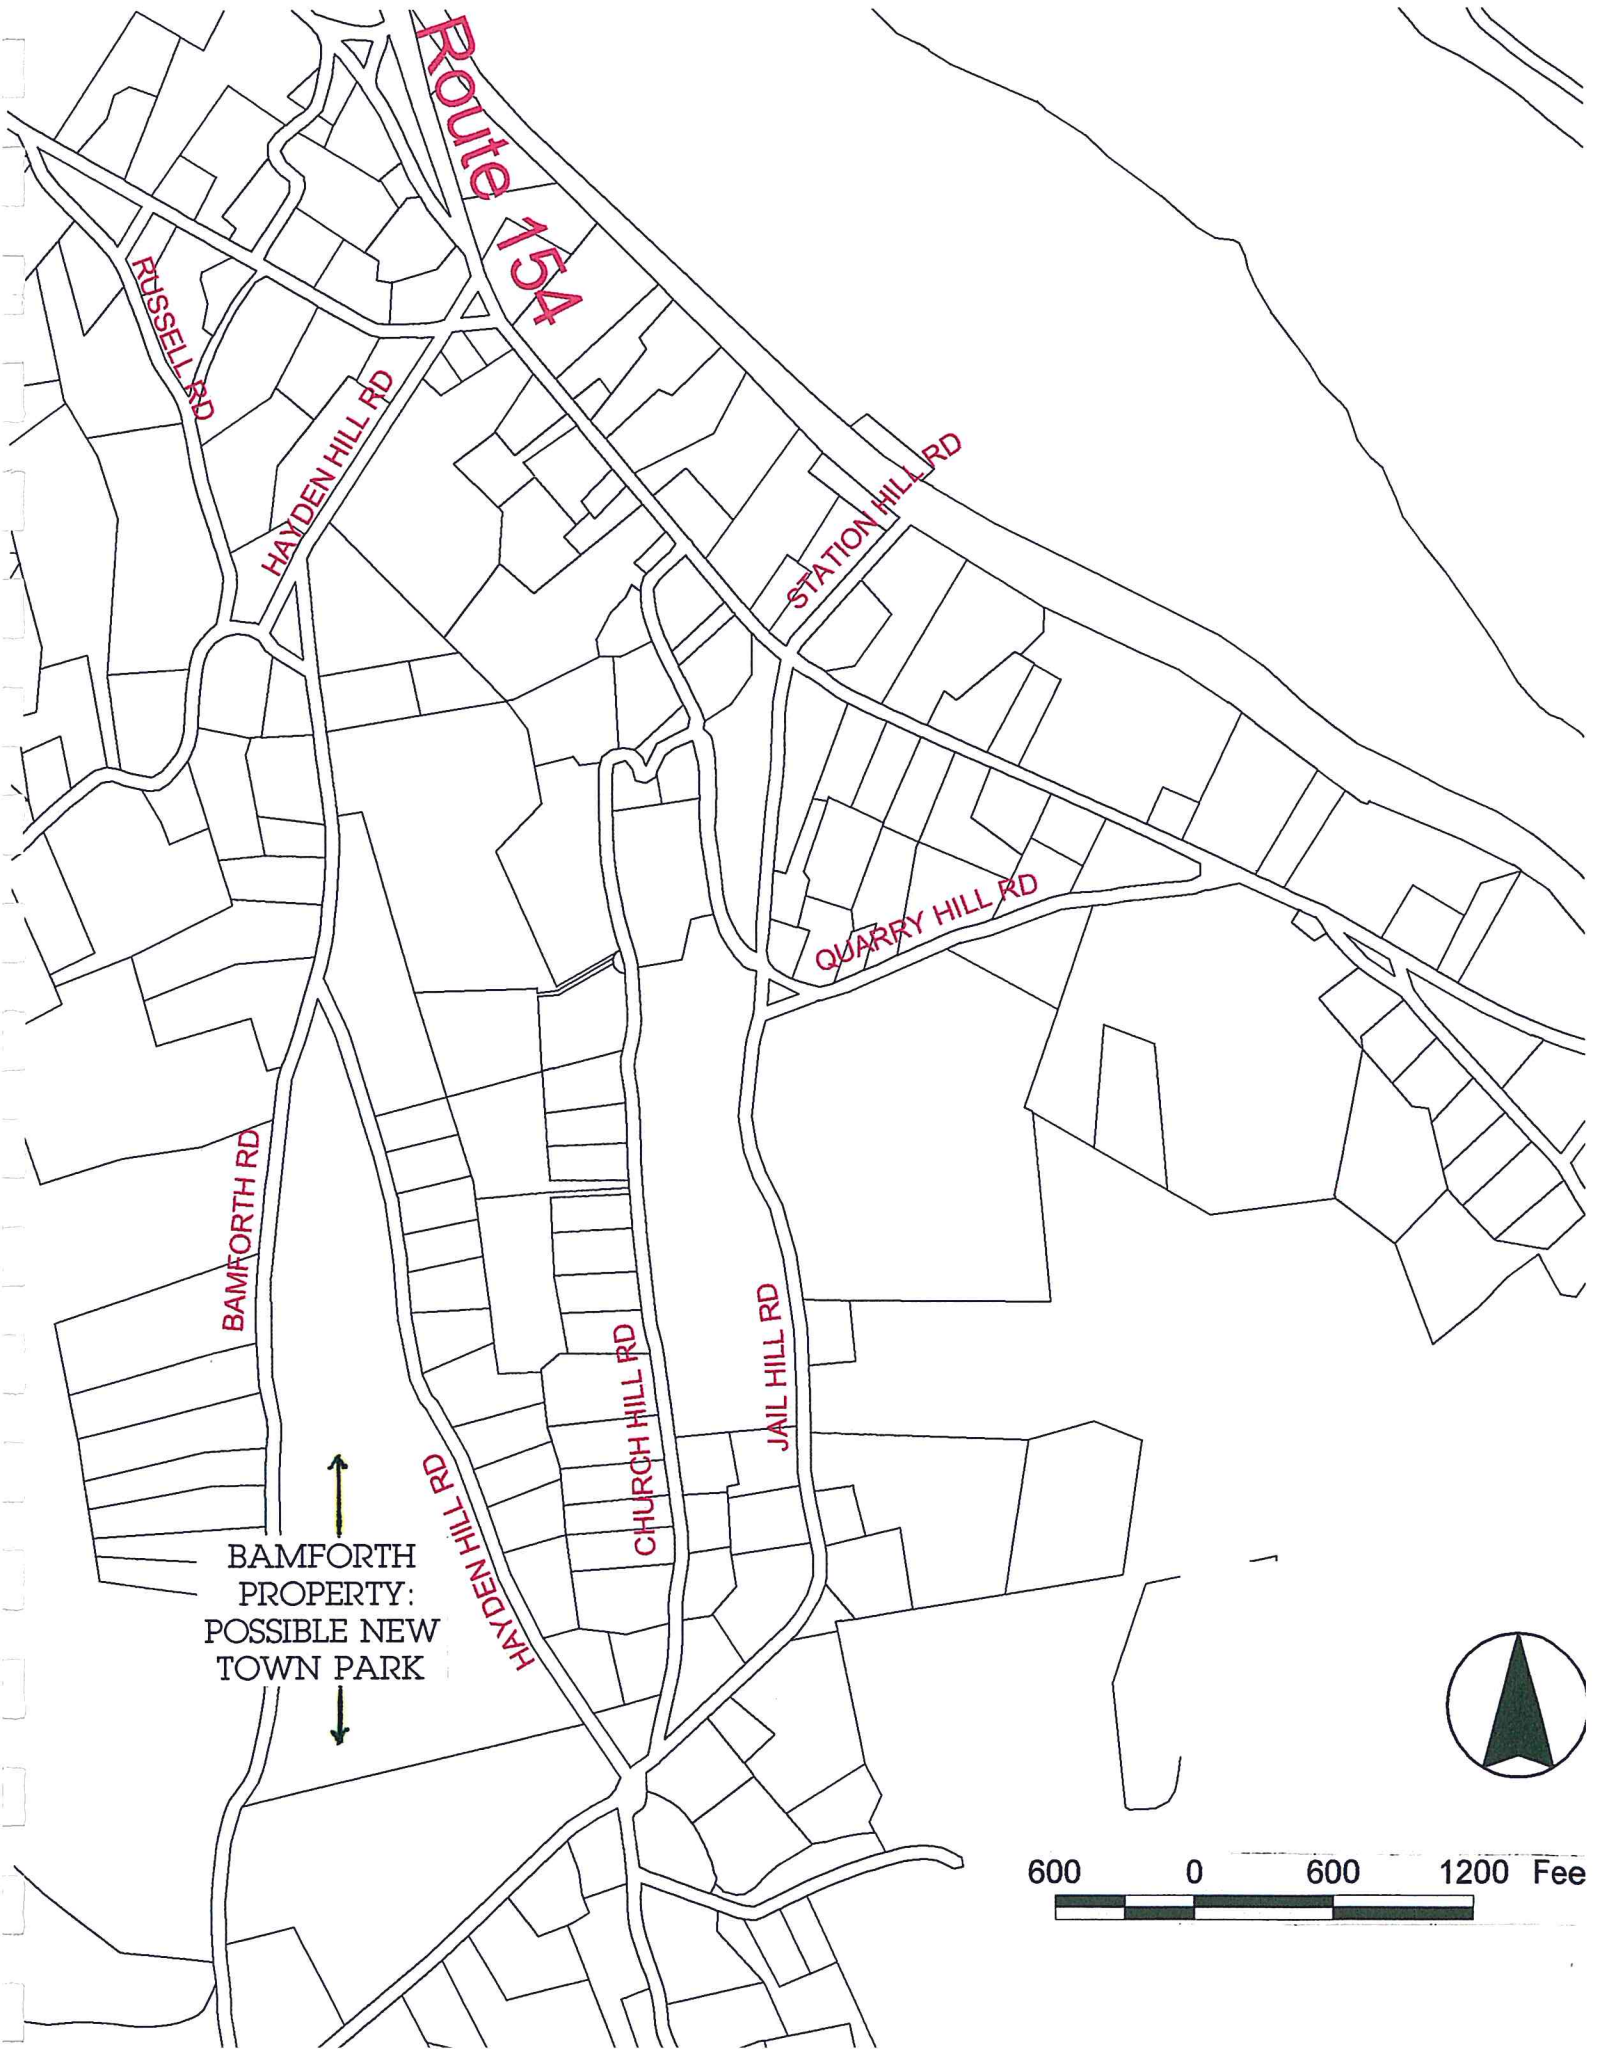 Route 154
RUSSELL RD
HAYDEN HILL RD
STATION HILL RD
QUARRY HILL RD
BAMFORTH RD
CHURCH HILL RD
JAIL HILL RD
HAYDEN HILL RD
BAMFORTH
PROPERTY:
POSSIBLE NEW
TOWN PARK
600 0 600 1200 Fee